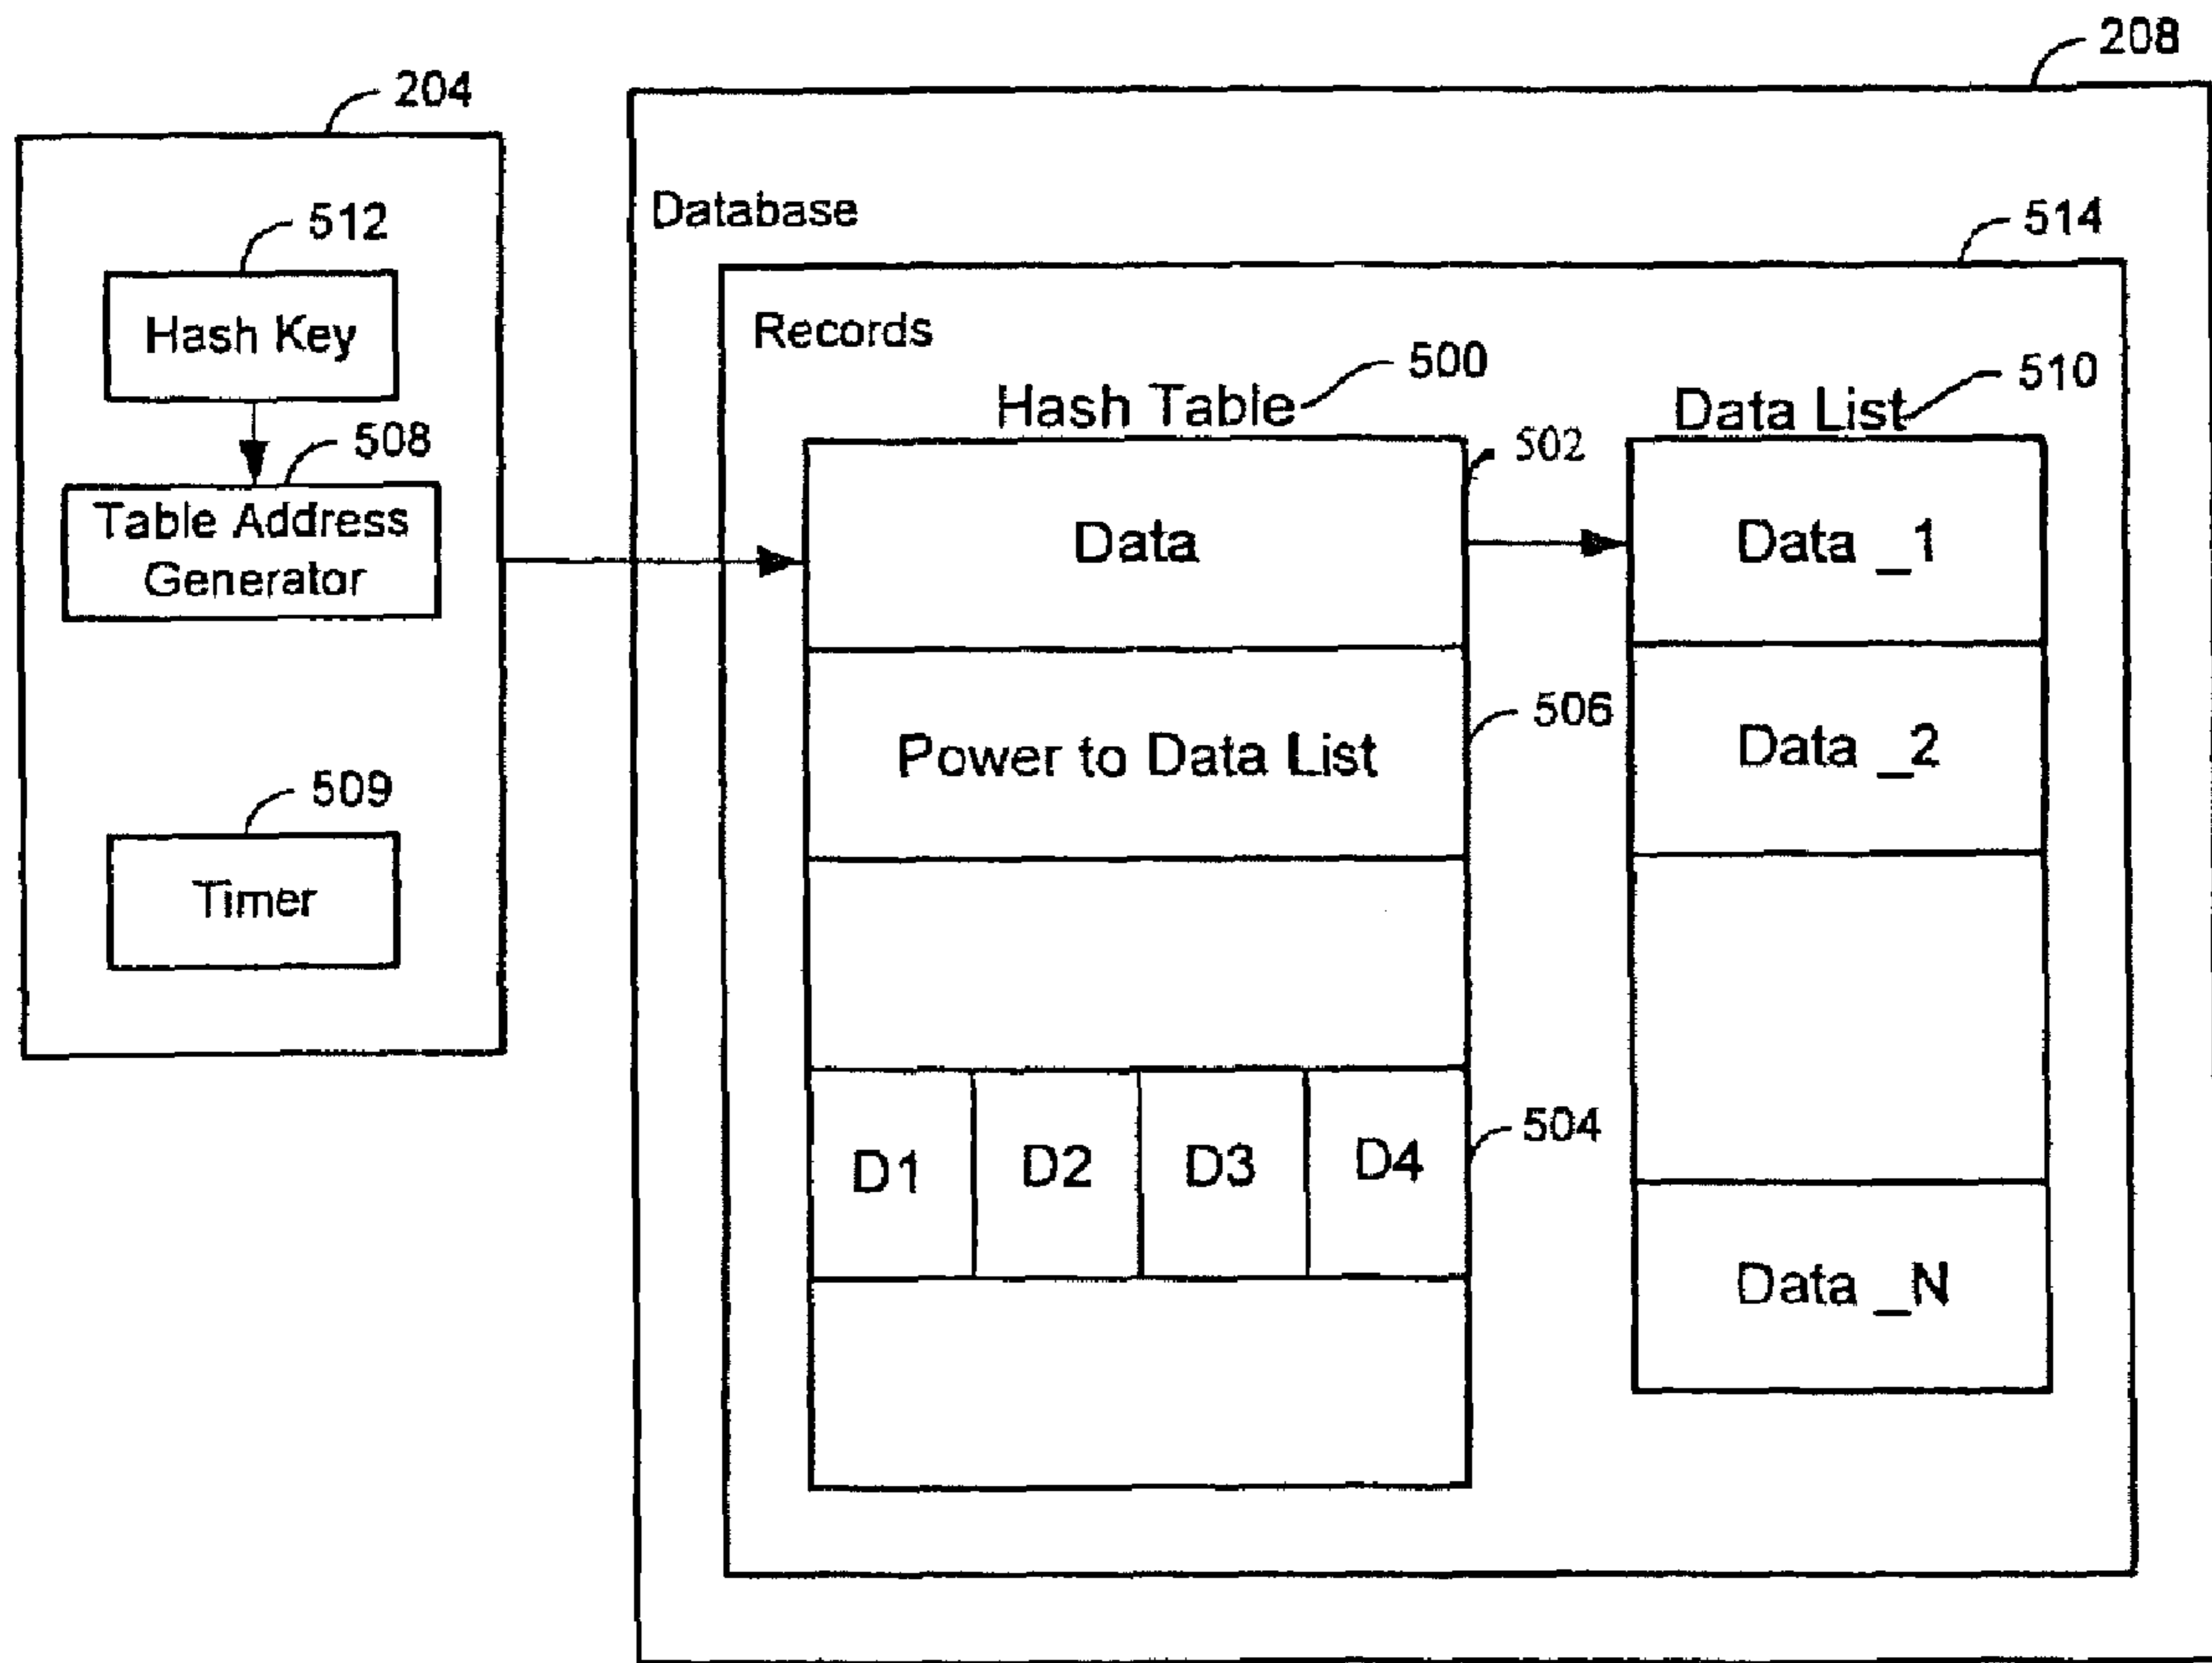 204
512
Hash Key
508
Table Address
Generator
509
Timer
208
Database
514
Records
Hash Table
500
502
Data
506
Power to Data List
504
D1 D2 D3 D4
Data List
510
Data _1
Data _2
Data _N